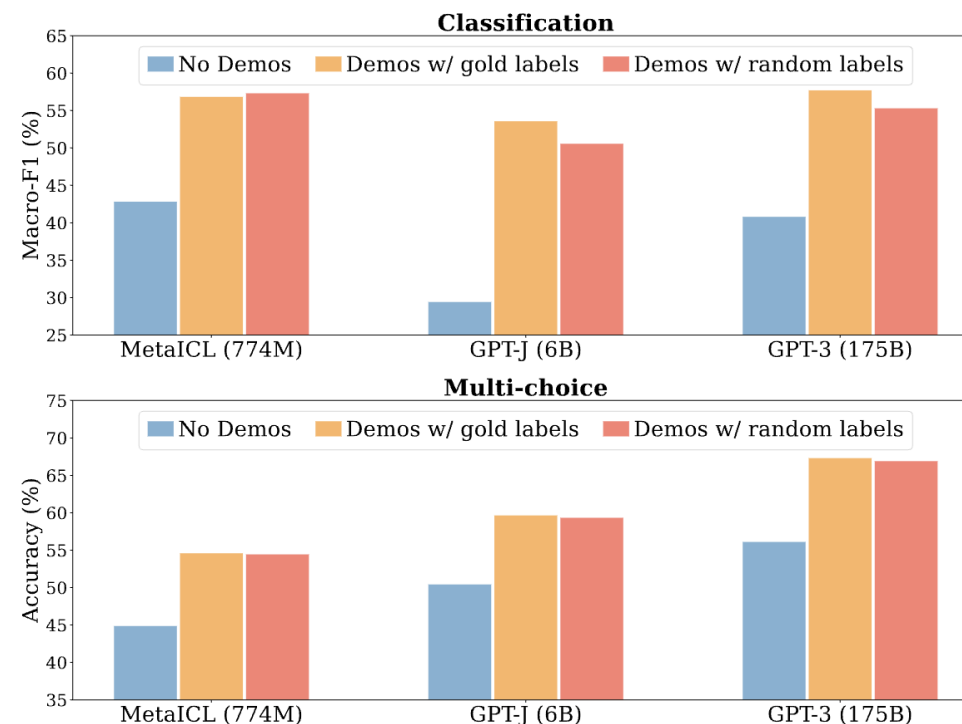 Classification
Macro-F1 (%)
65
60
55
50
45
40
35
30
25
No Demos
Demos w/ gold labels
Demos w/ random labels
MetaICL (774M)
GPT-J (6B)
GPT-3 (175B)
Multi-choice
Accuracy (%)
75
70
65
60
55
50
45
40
35
No Demos
Demos w/ gold labels
Demos w/ random labels
MetaICL (774M)
GPT-J (6B)
GPT-3 (175B)